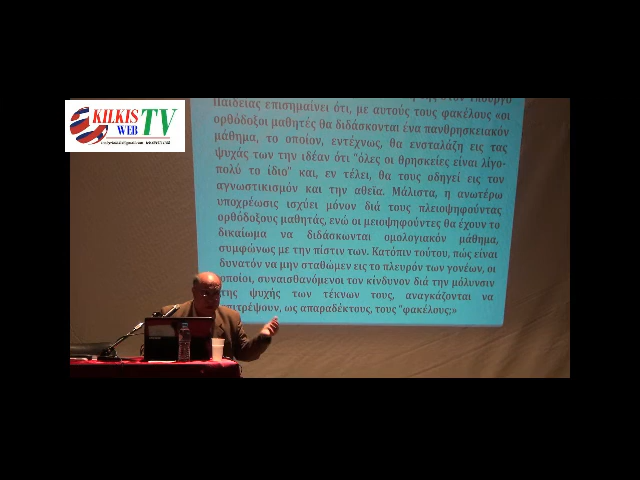 KILKIS
WEB
TV
Παιδείας επισημαίνει ότι, με αυτούς τους φακέλους «οι
ορθόδοξοι μαθητές θα διδάσκονται ένα πανθρησκειακόν
μάθημα, το οποίον, εντέχνως, θα ενσταλάξη εις τας
ψυχάς των την ιδέαν ότι "όλες οι θρησκείες είναι λίγο-
πολύ το ίδιο" και, εν τέλει, θα τους οδηγεί εις τον
αγνωστικισμόν και την αθεΐα. Μάλιστα, η ανωτέρω
υποχρέωσις ισχύει μόνον διά τους πλειοψηφούντας
ορθόδοξους μαθητάς, ενώ οι μειοψηφούντες θα έχουν το
δικαίωμα να διδάσκωνται ομολογιακόν μάθημα,
συμφώνως με την πίστιν των. Κατόπιν τούτου, πώς είναι
δυνατόν να μην σταθώμεν εις το πλευρόν των γονέων, οι
οποίοι, συναισθανόμενοι τον κίνδυνον διά την μόλυνσιν
της ψυχής των τέκνων τους, αναγκάζονται να
επιτρέψουν, ως απαραδέκτους, τους "φακέλους;»